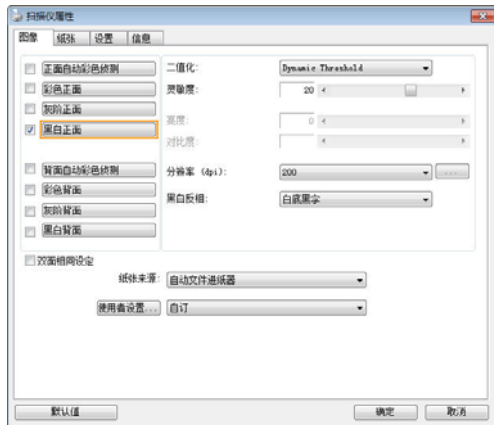 扫描仪属性
图像 纸张 设置 信息
正面自动彩色侦测
彩色正面
灰阶正面
黑白正面
背面自动彩色侦测
彩色背面
灰阶背面
黑白背面
二值化: Dynamic Threshold
灵敏度: 20
亮度: 0
对比度:
分辨率 (dpi): 200 ...
黑白反相: 白底黑字
双面相同设定
纸张来源: 自动文件进纸器
使用者设置... 自订
默认值 确定 取消